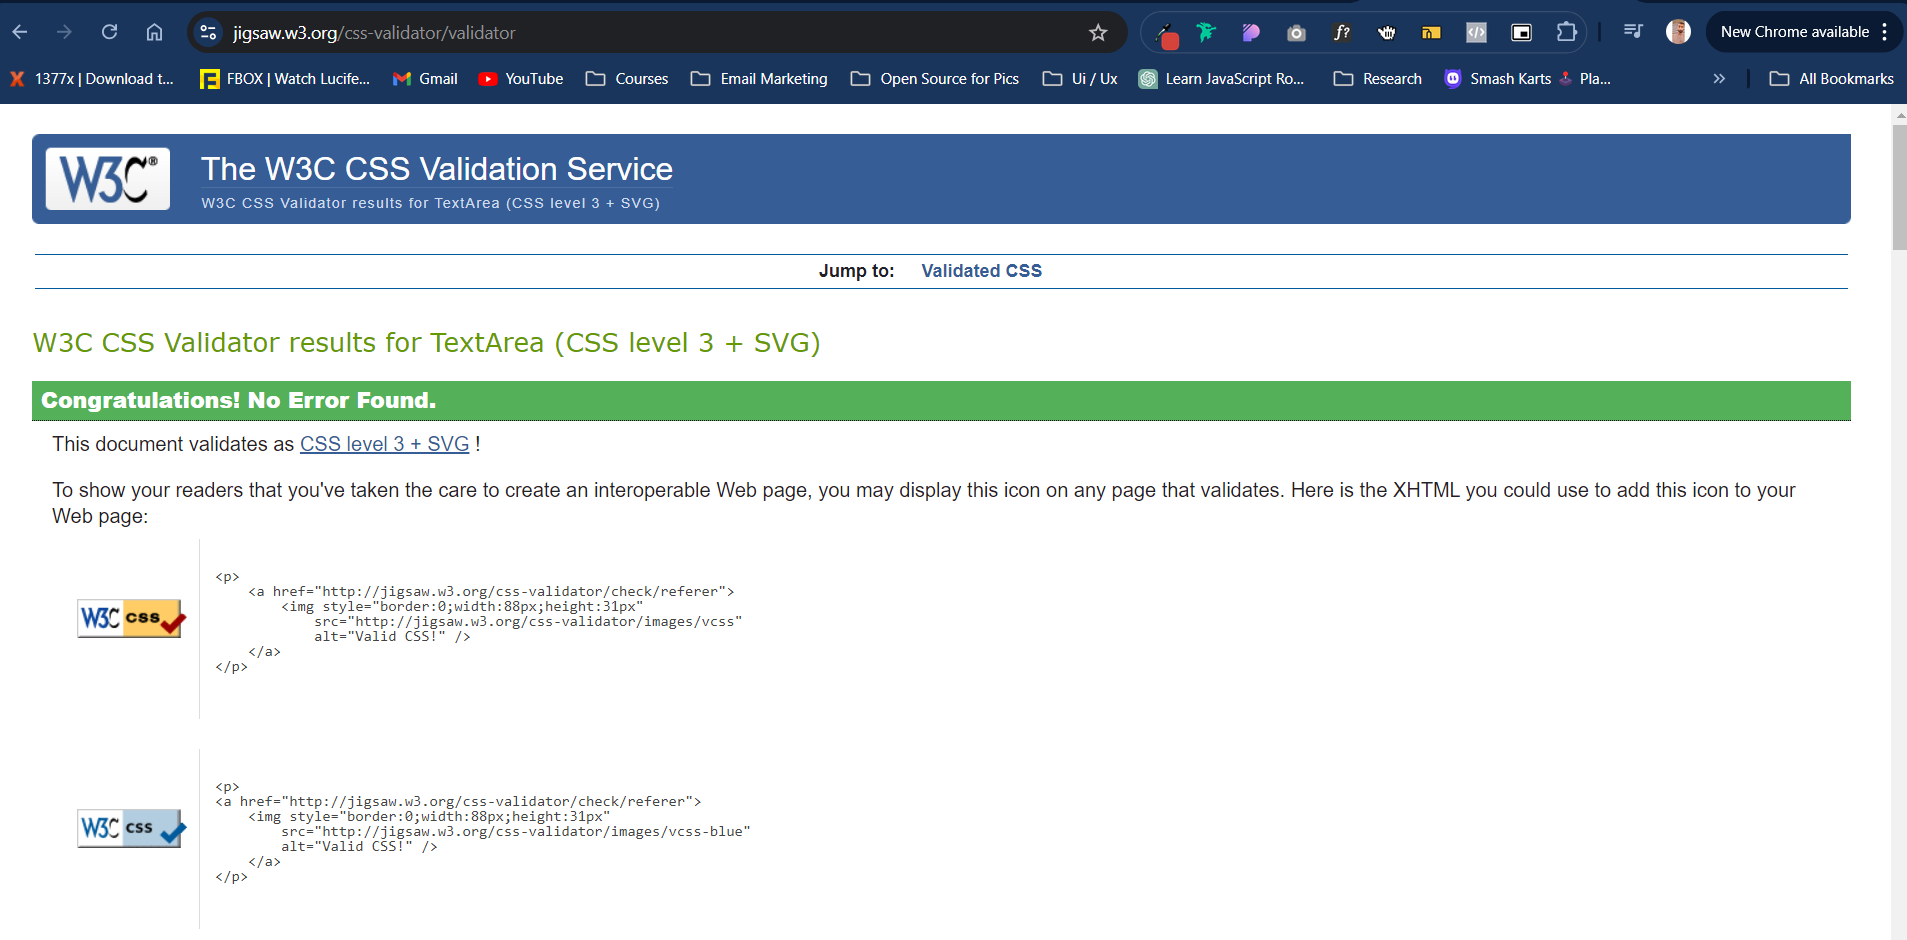 jigsaw.w3.org/css-validator/validator
f?
New Chrome available
X 1377x | Download t...
FBOX | Watch Lucife...
Gmail
YouTube
Courses
Email Marketing
Open Source for Pics
Ui / Ux
Learn JavaScript Ro...
Research
Smash Karts 🕹️ Pla...
»
All Bookmarks
W3C®
The W3C CSS Validation Service
W3C CSS Validator results for TextArea (CSS level 3 + SVG)
Jump to: Validated CSS
W3C CSS Validator results for TextArea (CSS level 3 + SVG)
Congratulations! No Error Found.
This document validates as CSS level 3 + SVG !
To show your readers that you've taken the care to create an interoperable Web page, you may display this icon on any page that validates. Here is the XHTML you could use to add this icon to your
Web page:
W3C css
<p>
<a href="http://jigsaw.w3.org/css-validator/check/referer">
<img style="border:0;width:88px;height:31px"
src="http://jigsaw.w3.org/css-validator/images/vcss"
alt="Valid CSS!" />
</a>
</p>
W3C css
<p>
<a href="http://jigsaw.w3.org/css-validator/check/referer">
<img style="border:0;width:88px;height:31px"
src="http://jigsaw.w3.org/css-validator/images/vcss-blue"
alt="Valid CSS!" />
</a>
</p>